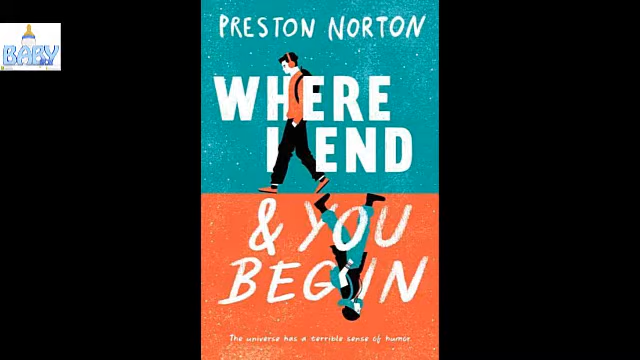 BABY
PRESTON NORTON
WHERE
I END
& YOU
BEGIN
The universe has a terrible sense of humor.